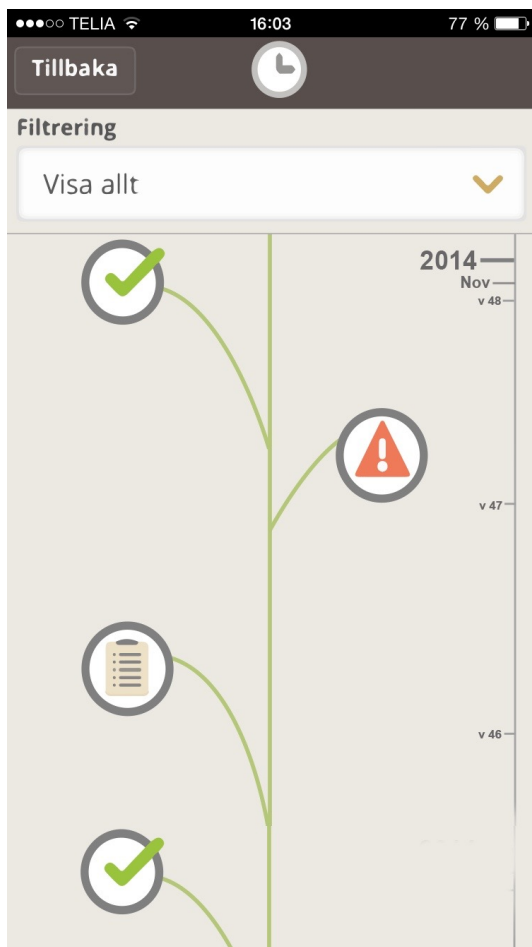 TELIA 16:03 77 %
Tillbaka
Filtrering
Visa allt
2014
Nov
v 48
v 47
v 46